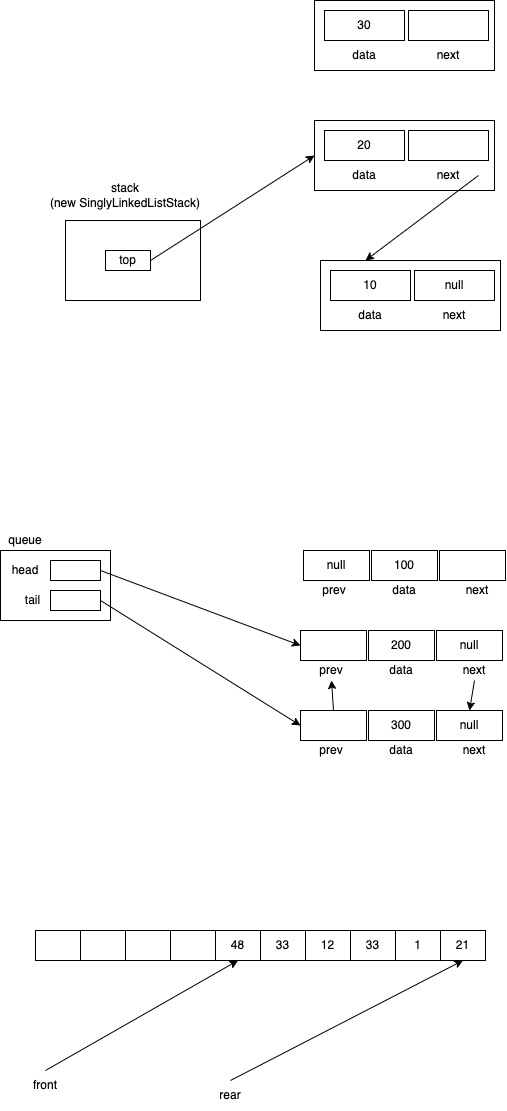 30
data next
20
data next
stack
(new SinglyLinkedListStack)
top
10 null
data next
queue
head
tail
null 100
prev data next
200 null
prev data next
300 null
prev data next
48 33 12 33 1 21
front
rear